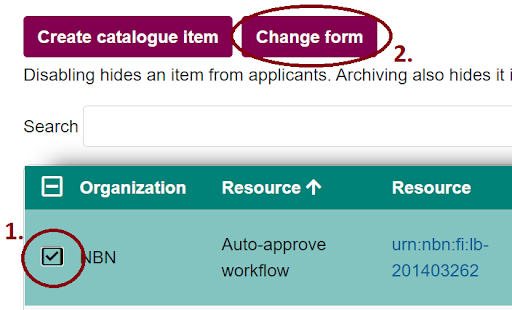 Create catalogue item Change form
2.
Disabling hides an item from applicants. Archiving also hides it i
Search
Organization Resource ↑ Resource
1.
NBN Auto-approve workflow urn:nbn:fi:lb-201403262